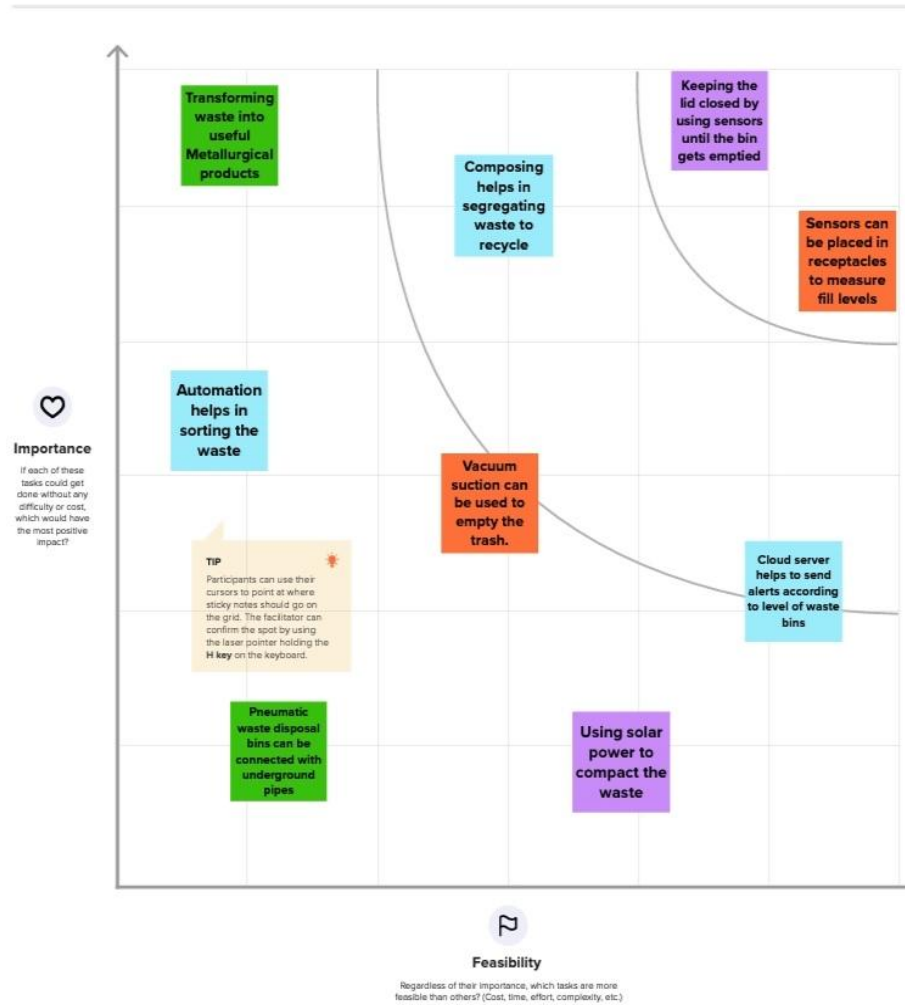 Transforming
waste into
useful
Metallurgical
products
Keeping the
lid closed by
using sensors
until the bin
gets emptied
Composing
helps in
segregating
waste to
recycle
Sensors can
be placed in
receptacles
to measure
fill levels
Automation
helps in
sorting the
waste
Importance
If each of these
tasks could get
done without any
difficulty or cost,
which would have
the most positive
impact?
Vacuum
suction can
be used to
empty the
trash.
TIP
Participants can use their
cursors to point at where
sticky notes should go on
the grid. The facilitator can
confirm the spot by using
the laser pointer holding the
H key on the keyboard.
Cloud server
helps to send
alerts according
to level of waste
bins
Pneumatic
waste disposal
bins can be
connected with
underground
pipes
Using solar
power to
compact the
waste
Feasibility
Regardless of their importance, which tasks are more
feasible than others? (Cost, time, effort, complexity, etc.)